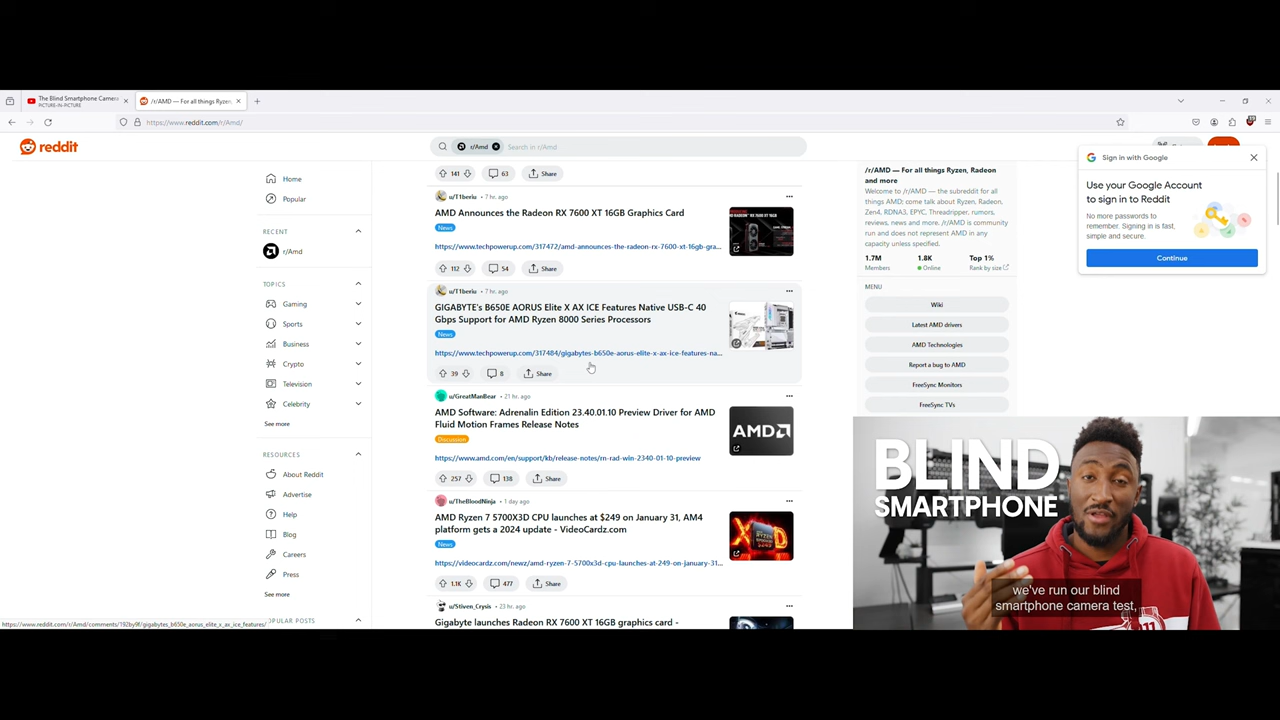 The Blind Smartphone Camera
PICTURE-IN-PICTURE
/r/AMD — For all things Ryzen,
https://www.reddit.com/r/Amd/
reddit
r/Amd
Search in r/Amd
Home
Popular
RECENT
r/Amd
TOPICS
Gaming
Sports
Business
Crypto
Television
Celebrity
See more
RESOURCES
About Reddit
Advertise
Help
Blog
Careers
Press
See more
POPULAR POSTS
https://www.reddit.com/r/Amd/comments/192by9f/gigabytes_b650e_aorus_elite_x_ax_ice_features/
141
63
Share
u/T1beriu • 7 hr. ago
AMD Announces the Radeon RX 7600 XT 16GB Graphics Card
News
https://www.techpowerup.com/317472/amd-announces-the-radeon-rx-7600-xt-16gb-gra...
112
54
Share
u/T1beriu • 7 hr. ago
GIGABYTE's B650E AORUS Elite X AX ICE Features Native USB-C 40
Gbps Support for AMD Ryzen 8000 Series Processors
News
https://www.techpowerup.com/317484/gigabytes-b650e-aorus-elite-x-ax-ice-features-na...
39
8
Share
u/GreatManBear • 21 hr. ago
AMD Software: Adrenalin Edition 23.40.01.10 Preview Driver for AMD
Fluid Motion Frames Release Notes
Discussion
https://www.amd.com/en/support/kb/release-notes/rn-rad-win-2340-01-10-preview
AMD
257
138
Share
u/TheBloodNinja • 1 day ago
AMD Ryzen 7 5700X3D CPU launches at $249 on January 31, AM4
platform gets a 2024 update - VideoCardz.com
News
https://videocardz.com/newz/amd-ryzen-7-5700x3d-cpu-launches-at-249-on-january-31...
1.1K
477
Share
u/Stiven_Crysis • 23 hr. ago
Gigabyte launches Radeon RX 7600 XT 16GB graphics card -
/r/AMD — For all things Ryzen, Radeon
and more
Welcome to /r/AMD — the subreddit for all
things AMD; come talk about Ryzen, Radeon,
Zen4, RDNA3, EPYC, Threadripper, rumors,
reviews, news and more. /r/AMD is community
run and does not represent AMD in any
capacity unless specified.
1.7M
Members
1.8K
Online
Top 1%
Rank by size
MENU
Wiki
Latest AMD drivers
AMD Technologies
Report a bug to AMD
FreeSync Monitors
FreeSync TVs
Sign in with Google
Use your Google Account
to sign in to Reddit
No more passwords to
remember. Signing in is fast,
simple and secure.
Continue
BLIND
SMARTPHONE
we've run our blind
smartphone camera test,